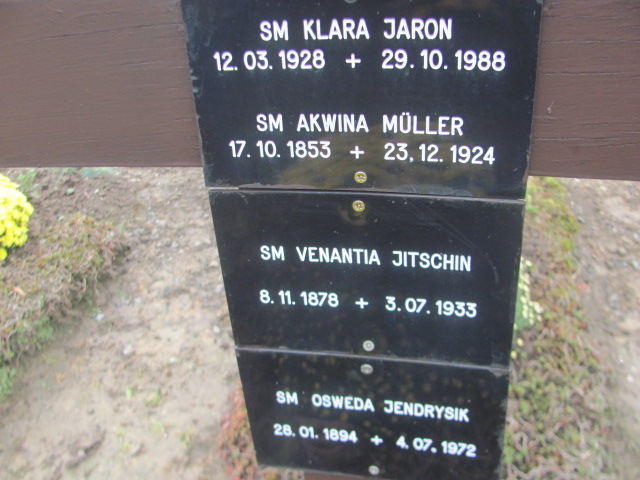 SM KLARA JARON
12.03.1928 + 29.10.1988
SM AKWINA MÜLLER
17.10.1853 + 23.12.1924
SM VENANTIA JITSCHIN
8.11.1878 + 3.07.1933
SM OSWEDA JENDRYSIK
28.01.1894 + 4.07.1972